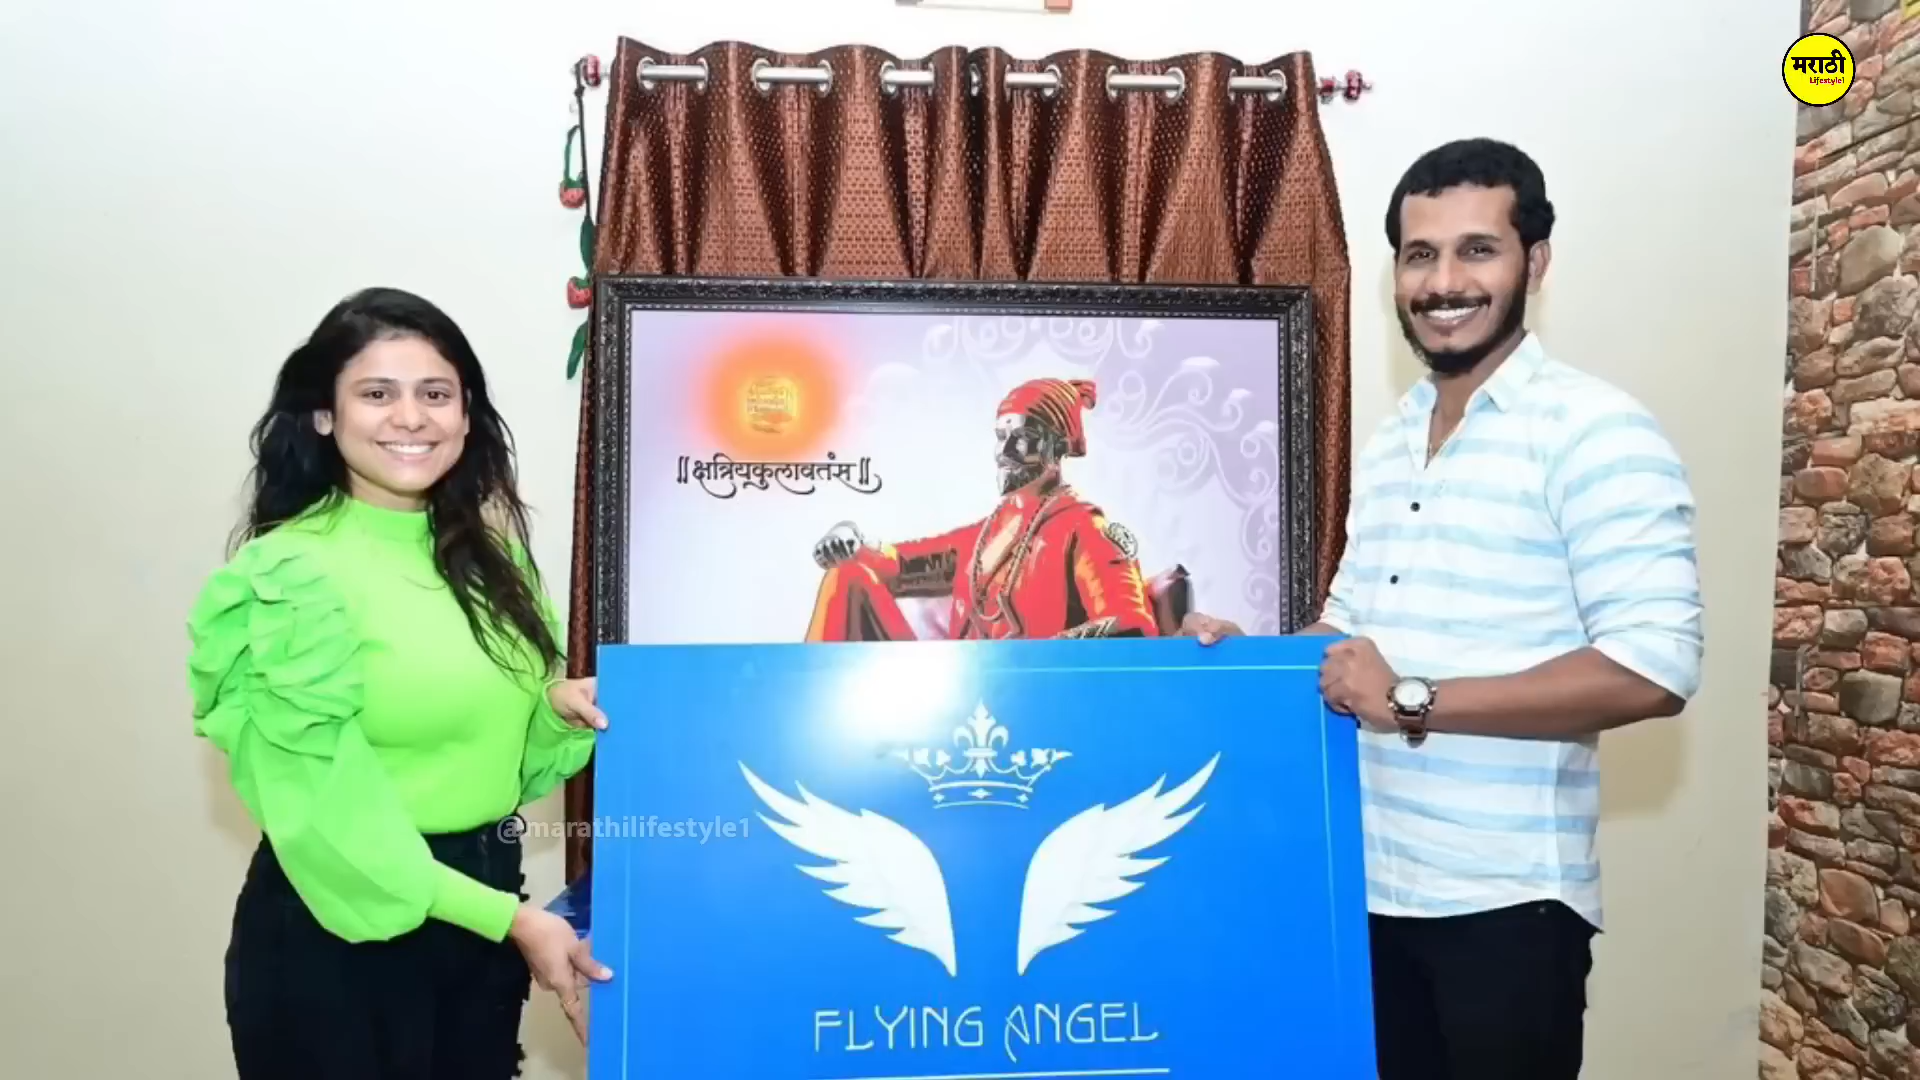 मराठी
Lifestyle1
॥ क्षत्रियकुलावतंस ॥
@marathilifestyle1
FLYING ANGEL